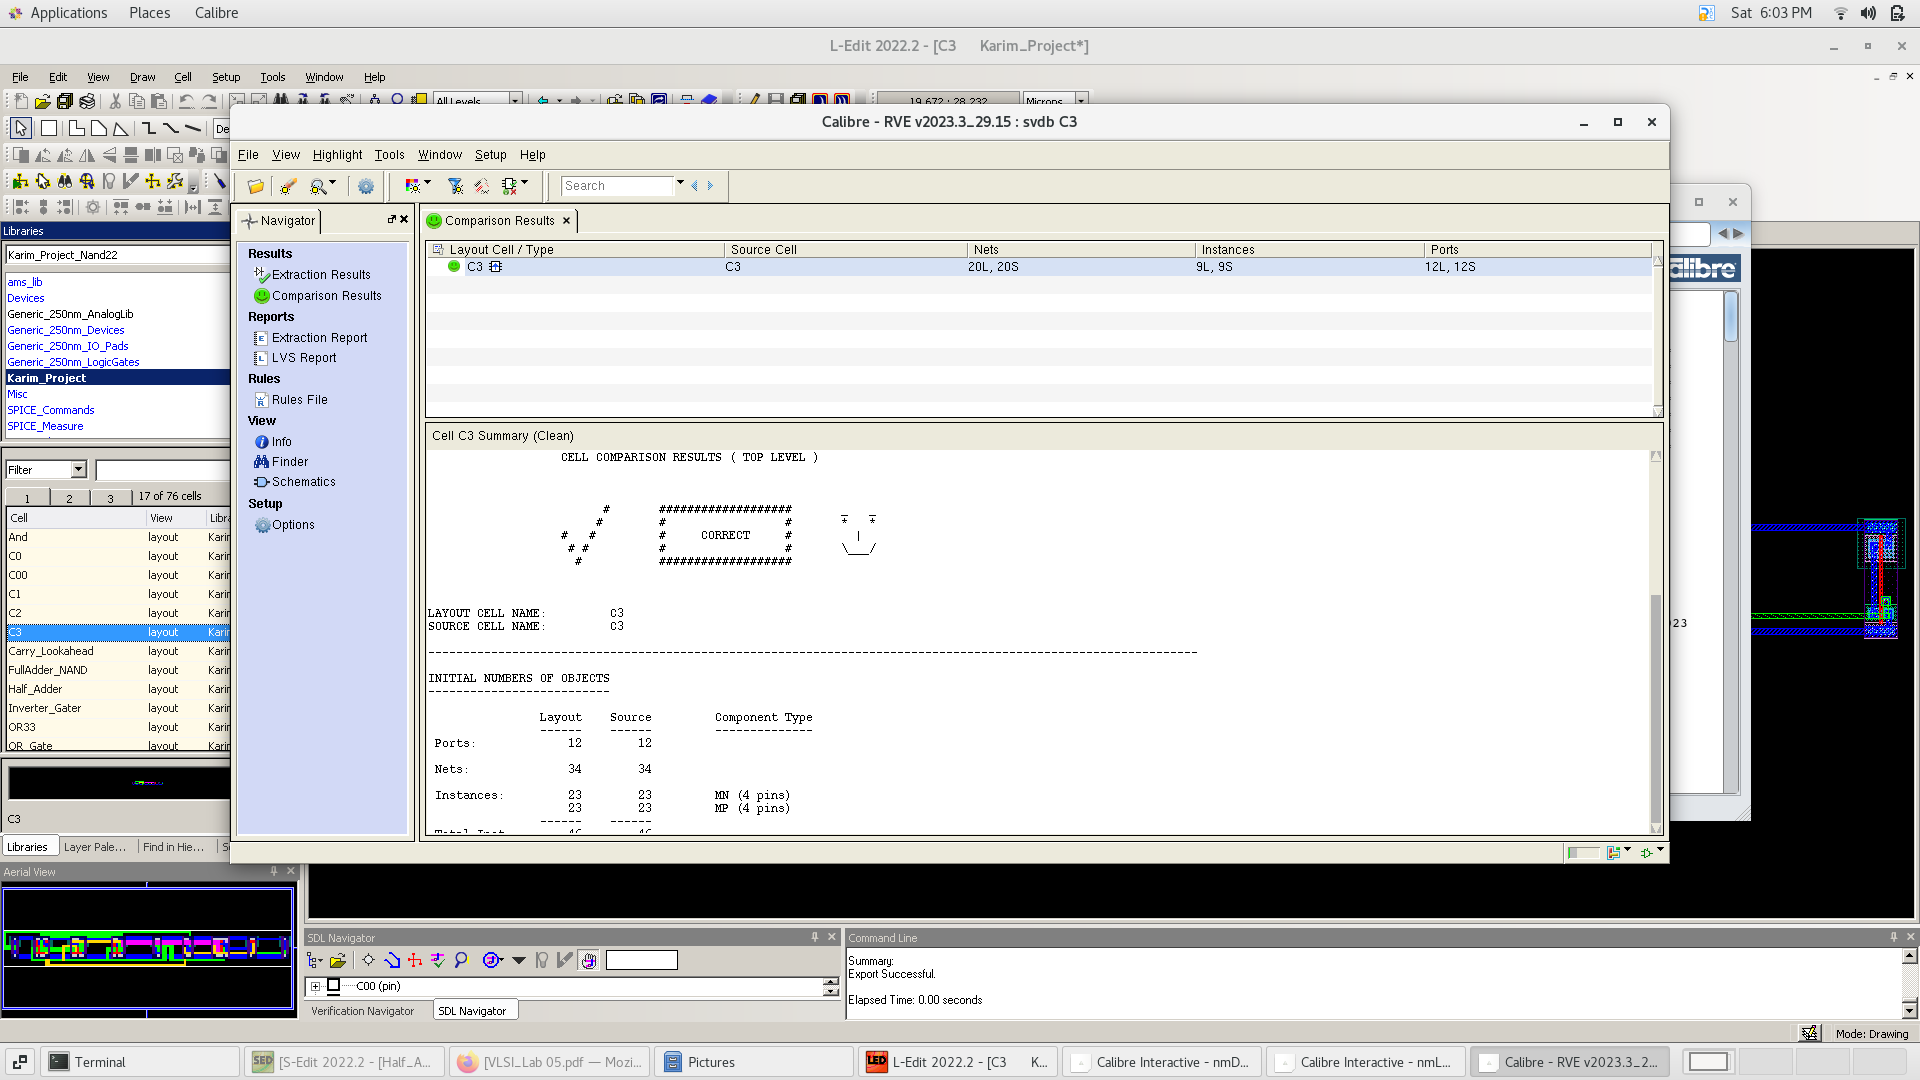 Applications Places Calibre Sat 6:03 PM
L-Edit 2022.2 - [C3 Karim_Project*]
File Edit View Draw Cell Setup Tools Window Help
All Levels 19.672 : 28.232 Microns
De
Calibre - RVE v2023.3_29.15 : svdb C3
File View Highlight Tools Window Setup Help
Search
Libraries
Karim_Project_Nand22
ams_lib
Devices
Generic_250nm_AnalogLib
Generic_250nm_Devices
Generic_250nm_IO_Pads
Generic_250nm_LogicGates
Karim_Project
Misc
SPICE_Commands
SPICE_Measure
Filter
1 2 3 17 of 76 cells
Cell View Libra
And layout Karir
C0 layout Karir
C00 layout Karir
C1 layout Karir
C2 layout Karir
C3 layout Karir
Carry_Lookahead layout Karir
FullAdder_NAND layout Karir
Half_Adder layout Karir
Inverter_Gater layout Karir
OR33 layout Karir
OR_Gate layout Karir
C3
Libraries Layer Pale... Find in Hie... S
Aerial View
Navigator
Results
Extraction Results
Comparison Results
Reports
Extraction Report
LVS Report
Rules
Rules File
View
Info
Finder
Schematics
Setup
Options
Comparison Results
Layout Cell / Type Source Cell Nets Instances Ports
C3 C3 20L, 20S 9L, 9S 12L, 12S
Cell C3 Summary (Clean)
CELL COMPARISON RESULTS ( TOP LEVEL )
# ################### _ _
# # # * *
# # # CORRECT # |
# # # # \___/
# ###################
LAYOUT CELL NAME: C3
SOURCE CELL NAME: C3
--------------------------------------------------------------------------------------------------------------
INITIAL NUMBERS OF OBJECTS
--------------------------
Layout Source Component Type
------ ------ --------------
Ports: 12 12
Nets: 34 34
Instances: 23 23 MN (4 pins)
23 23 MP (4 pins)
------ ------
Total Inst 46 46
alibre
023
SDL Navigator
C00 (pin)
Verification Navigator SDL Navigator
Command Line
Summary:
Export Successful.
Elapsed Time: 0.00 seconds
Mode: Drawing
Terminal [S-Edit 2022.2 - [Half_A... [VLSI_Lab 05.pdf — Mozi... Pictures L-Edit 2022.2 - [C3 K... Calibre Interactive - nmD... Calibre Interactive - nmL... Calibre - RVE v2023.3_2...